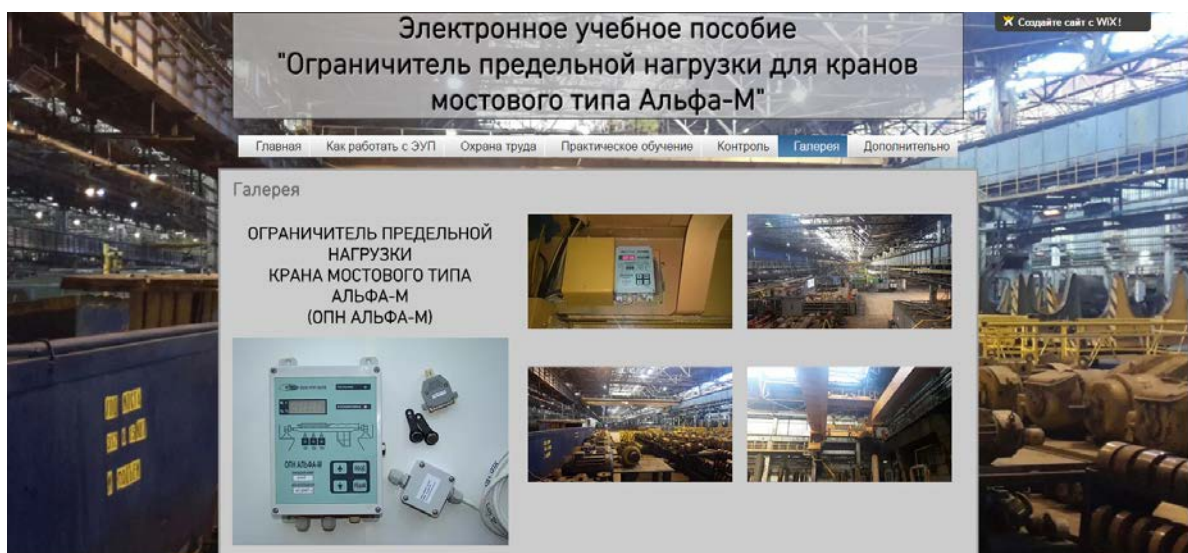 Создайте сайт с WiX!
Электронное учебное пособие
"Ограничитель предельной нагрузки для кранов
мостового типа Альфа-М"
Главная Как работать с ЭУП Охрана труда Практическое обучение Контроль Галерея Дополнительно
Галерея
ОГРАНИЧИТЕЛЬ ПРЕДЕЛЬНОЙ
НАГРУЗКИ
КРАНА МОСТОВОГО ТИПА
АЛЬФА-М
(ОПН АЛЬФА-М)
ОПН АЛЬФА-М